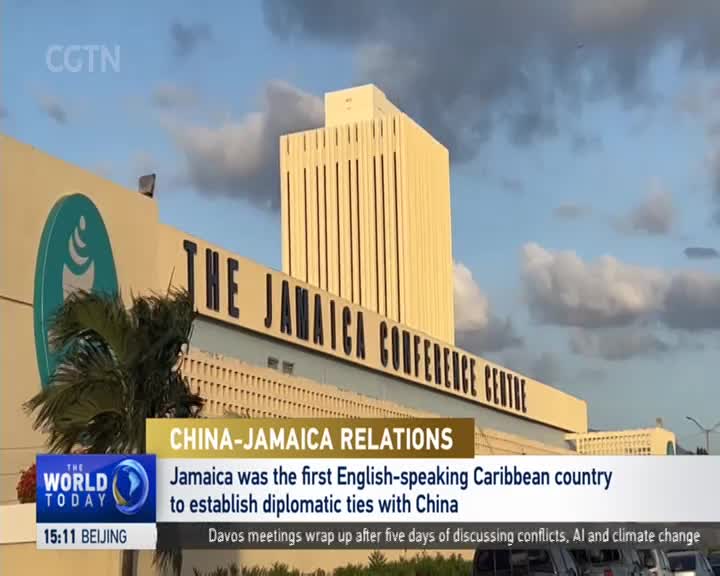 CGTN
THE JAMAICA CONFERENCE CENTRE
CHINA-JAMAICA RELATIONS
Jamaica was the first English-speaking Caribbean country
to establish diplomatic ties with China
THE
WORLD
TODAY
15:11 BEIJING
Davos meetings wrap up after five days of discussing conflicts, AI and climate change